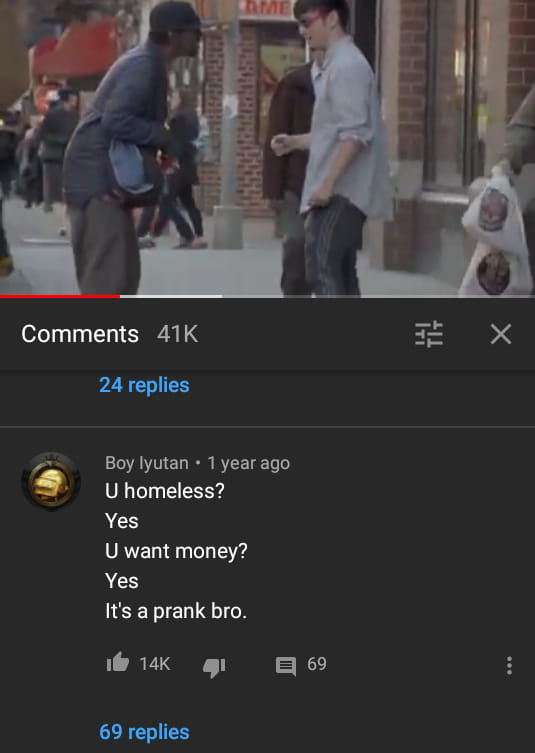 AME
Comments 41K
24 replies
Boy Iyutan • 1 year ago
U homeless?
Yes
U want money?
Yes
It's a prank bro.
14K 69
69 replies